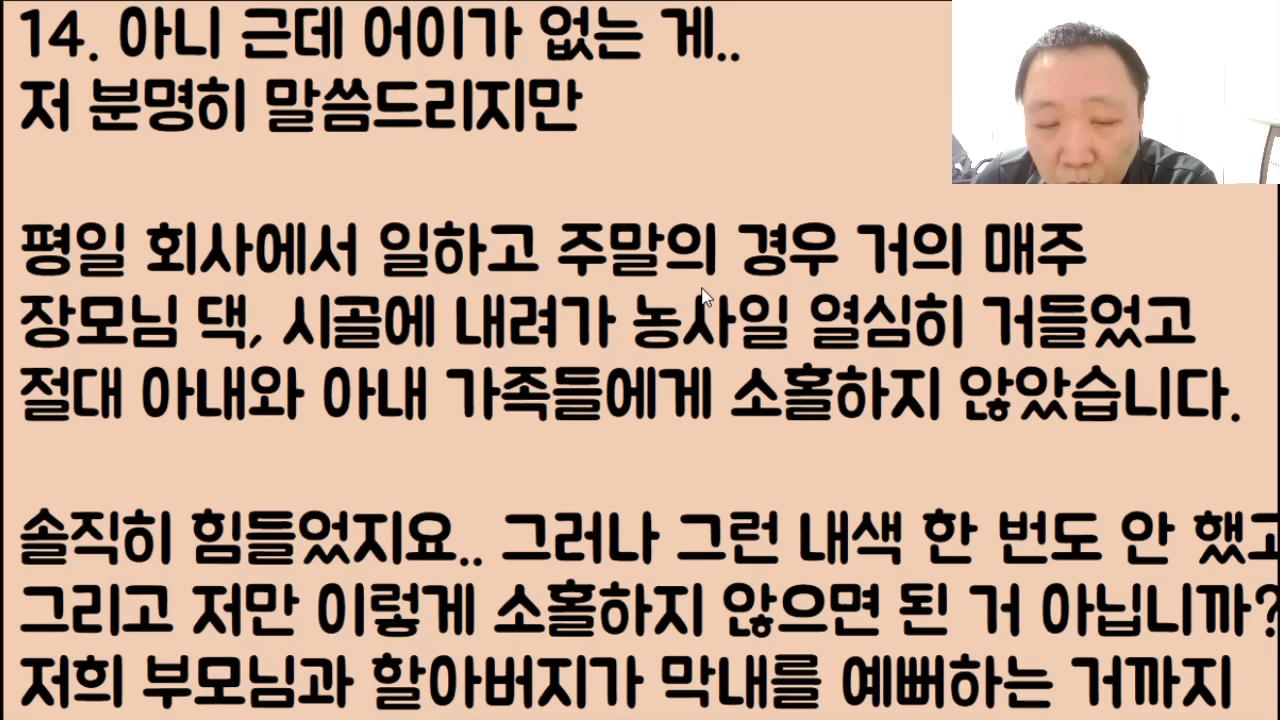 14. 아니 근데 어이가 없는 게..
저 분명히 말씀드리지만
평일 회사에서 일하고 주말의 경우 거의 매주
장모님 댁, 시골에 내려가 농사일 열심히 거들었고
절대 아내와 아내 가족들에게 소홀하지 않았습니다.
솔직히 힘들었지요.. 그러나 그런 내색 한 번도 안 했고
그리고 저만 이렇게 소홀하지 않으면 된 거 아닙니까?
저희 부모님과 할아버지가 막내를 예뻐하는 거까지